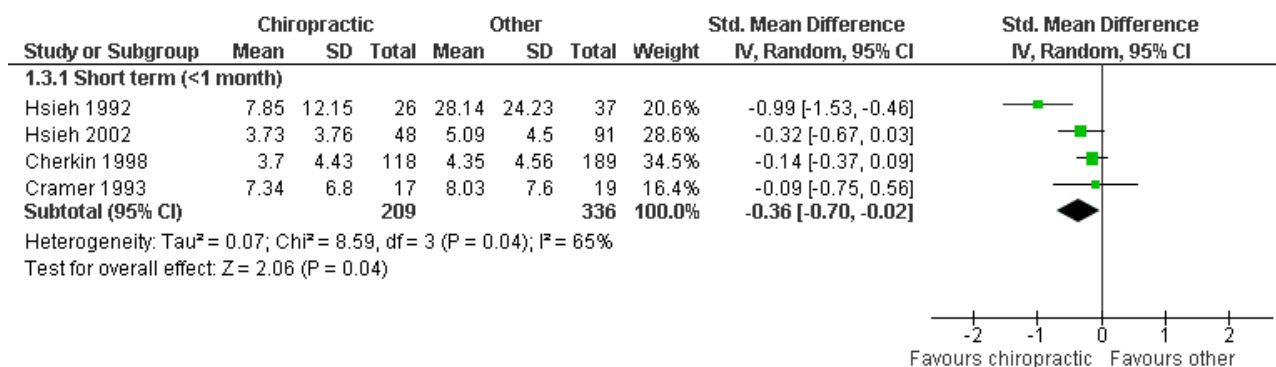 Chiropractic Other Std. Mean Difference Std. Mean Difference
Study or Subgroup Mean SD Total Mean SD Total Weight IV, Random, 95% CI IV, Random, 95% CI
1.3.1 Short term (<1 month)
Hsieh 1992 7.85 12.15 26 28.14 24.23 37 20.6% -0.99 [-1.53, -0.46]
Hsieh 2002 3.73 3.76 48 5.09 4.5 91 28.6% -0.32 [-0.67, 0.03]
Cherkin 1998 3.7 4.43 118 4.35 4.56 189 34.5% -0.14 [-0.37, 0.09]
Cramer 1993 7.34 6.8 17 8.03 7.6 19 16.4% -0.09 [-0.75, 0.56]
Subtotal (95% CI) 209 336 100.0% -0.36 [-0.70, -0.02]
Heterogeneity: Tau² = 0.07; Chi² = 8.59, df = 3 (P = 0.04); I² = 65%
Test for overall effect: Z = 2.06 (P = 0.04)
-2 -1 0 1 2
Favours chiropractic Favours other